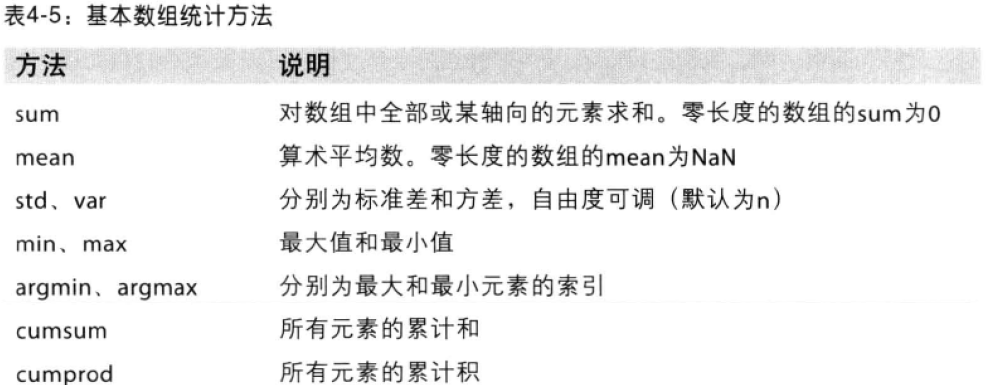 表4-5：基本数组统计方法
方法 说明
sum 对数组中全部或某轴向的元素求和。零长度的数组的sum为0
mean 算术平均数。零长度的数组的mean为NaN
std、var 分别为标准差和方差，自由度可调（默认为n）
min、max 最大值和最小值
argmin、argmax 分别为最大和最小元素的索引
cumsum 所有元素的累计和
cumprod 所有元素的累计积